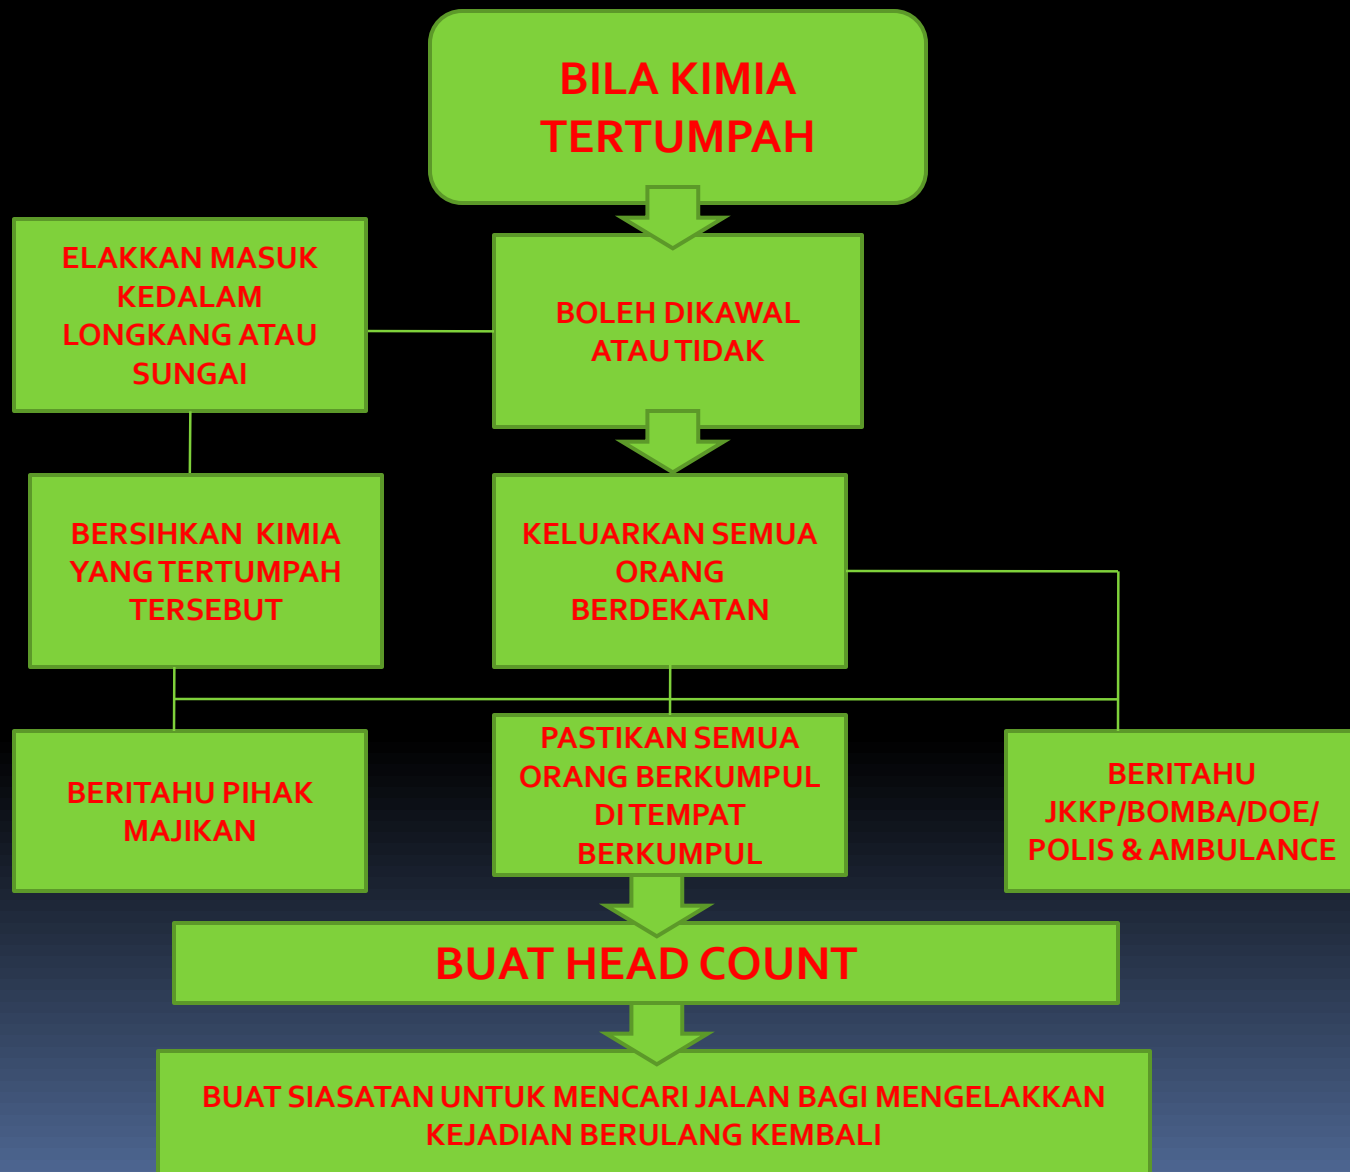 BILA KIMIA
TERTUMPAH
ELAKKAN MASUK
KEDALAM
LONGKANG ATAU
SUNGAI
BOLEH DIKAWAL
ATAU TIDAK
BERSIHKAN KIMIA
YANG TERTUMPAH
TERSEBUT
KELUARKAN SEMUA
ORANG
BERDEKATAN
BERITAHU PIHAK
MAJIKAN
PASTIKAN SEMUA
ORANG BERKUMPUL
DI TEMPAT
BERKUMPUL
BERITAHU
JKKP/BOMBA/DOE/
POLIS & AMBULANCE
BUAT HEAD COUNT
BUAT SIASATAN UNTUK MENCARI JALAN BAGI MENGELAKKAN
KEJADIAN BERULANG KEMBALI